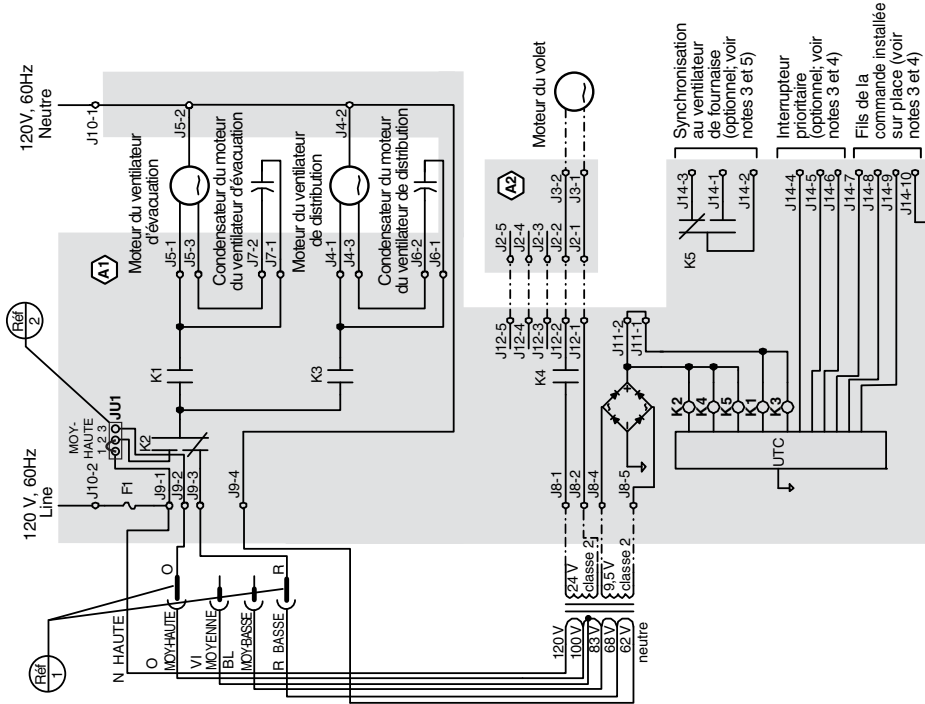 120 V, 60Hz
Line
120V, 60Hz
Neutre
Réf
1
Réf
2
J10-2
F1
MOY-
HAUTE
1 2 3
JU1
J10-1
J9-1
J9-2
J9-3
J9-4
K2
K1
K3
A1
Moteur du ventilateur
d'évacuation
J5-1
J5-3
J5-2
Condensateur du moteur
du ventilateur d'évacuation
J7-2
J7-1
Moteur du ventilateur
de distribution
J4-1
J4-3
J4-2
Condensateur du moteur
du ventilateur de distribution
J6-2
J6-1
N HAUTE
O
MOY-HAUTE
O
VI
MOYENNE
BL
MOY-BASSE
R BASSE
R
120 V
100 V
83 V
68 V
62 V
neutre
24 V
classe 2
9,5 V
classe 2
J8-1
J8-2
J8-4
J8-5
K4
J12-5
J12-4
J12-3
J12-2
J12-1
J2-5
J2-4
J2-3
J2-2
J2-1
A2
J3-2
J3-1
Moteur du volet
J11-2
J11-1
K2
K4
K5
K1
K3
UTC
K5
J14-3
J14-1
J14-2
Synchronisation
au ventilateur
de fournaise
(optionnel; voir
notes 3 et 5)
J14-4
J14-5
J14-6
Interrupteur
prioritaire
(optionnel; voir
notes 3 et 4)
J14-7
J14-8
J14-9
J14-10
Fils de la
commande installée
sur place (voir
notes 3 et 4)